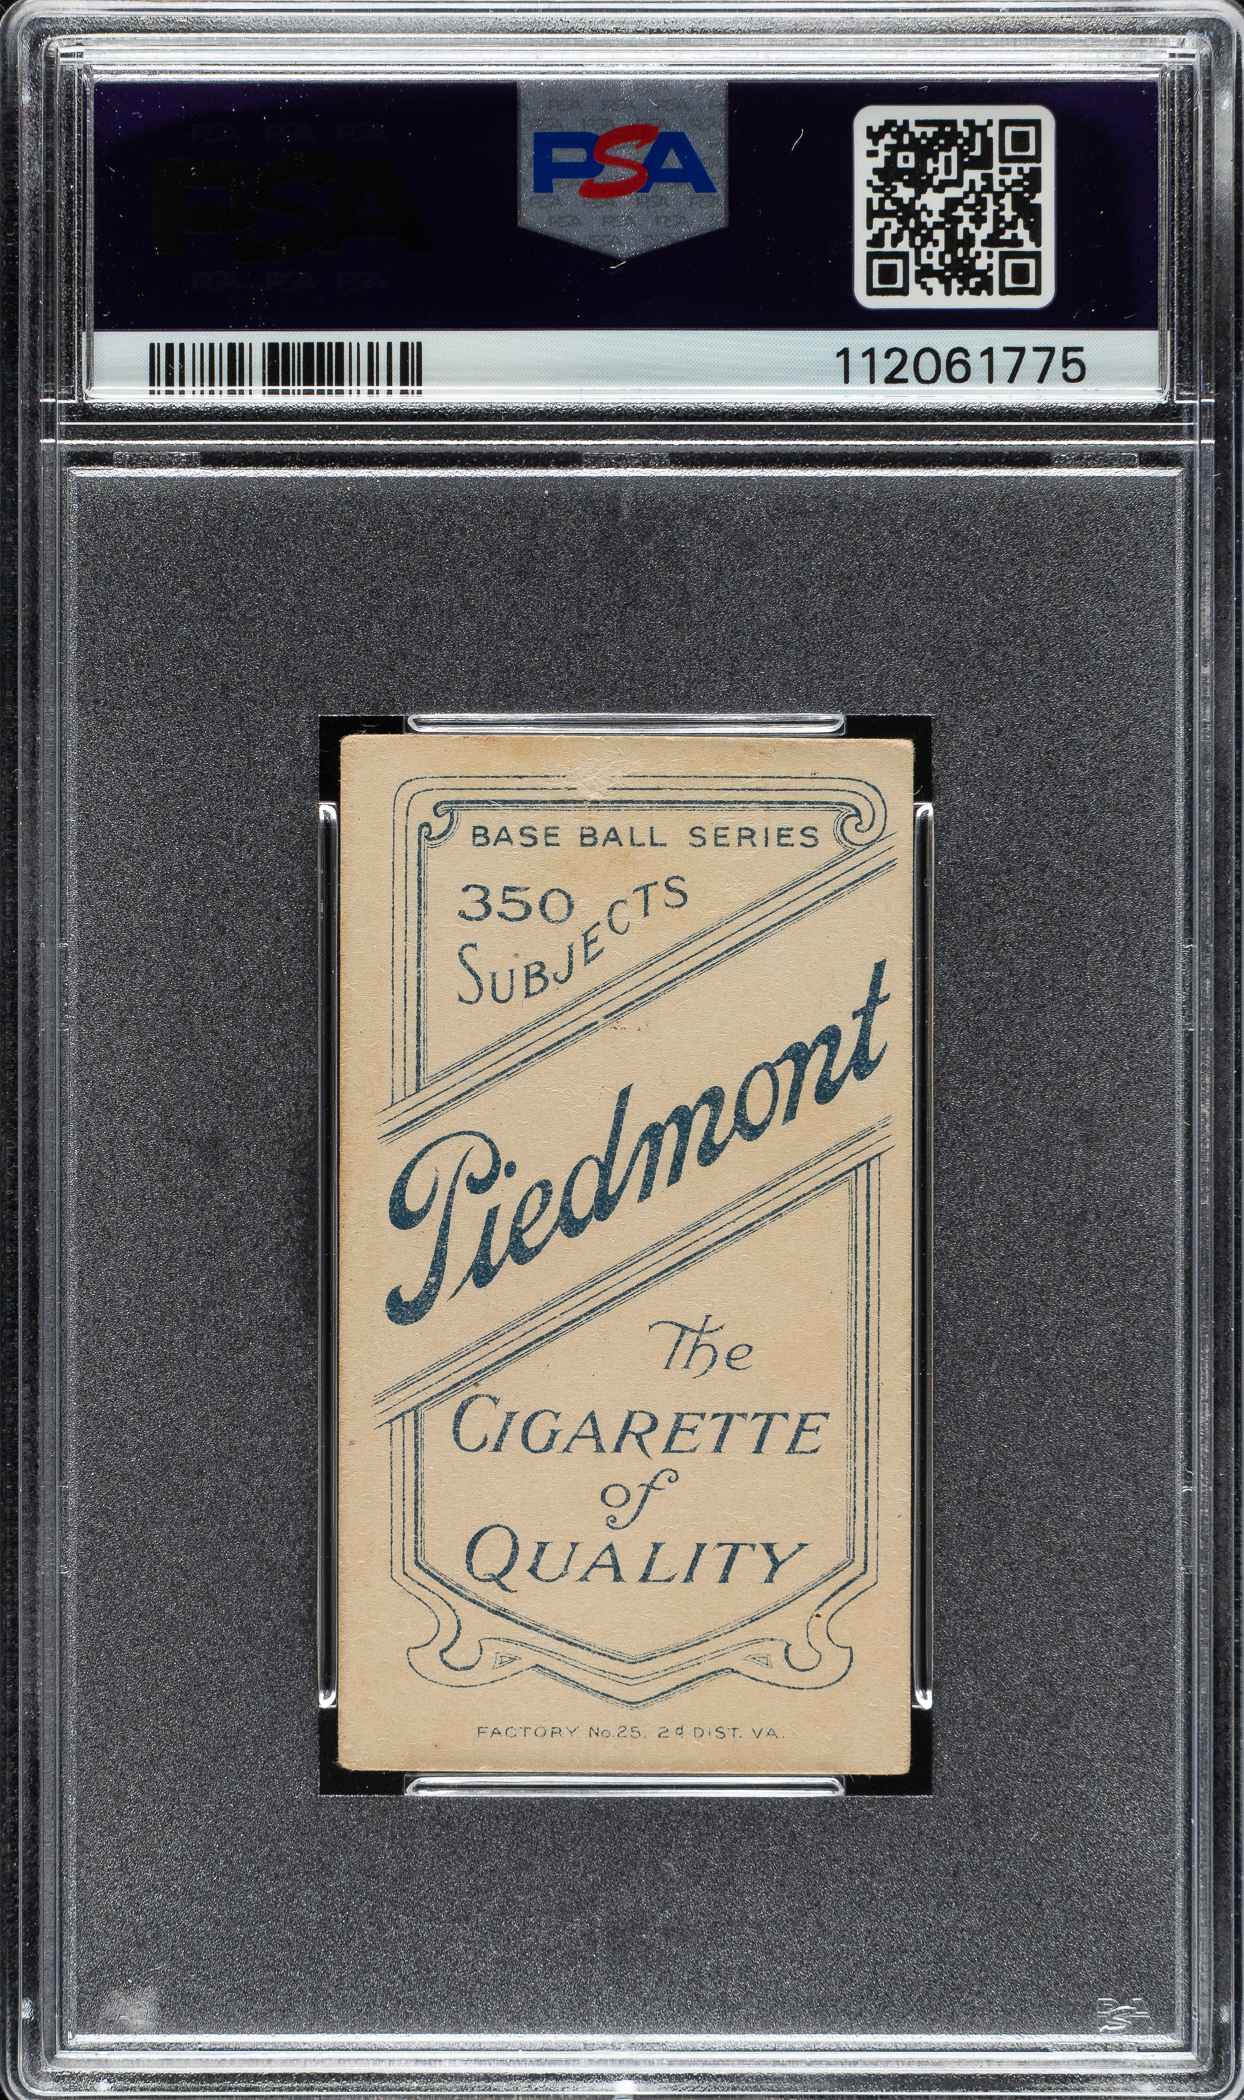 PSA
112061775
BASE BALL SERIES
350
SUBJECTS
Piedmont
The
CIGARETTE
of
QUALITY
FACTORY No. 25, 2d DIST. VA.